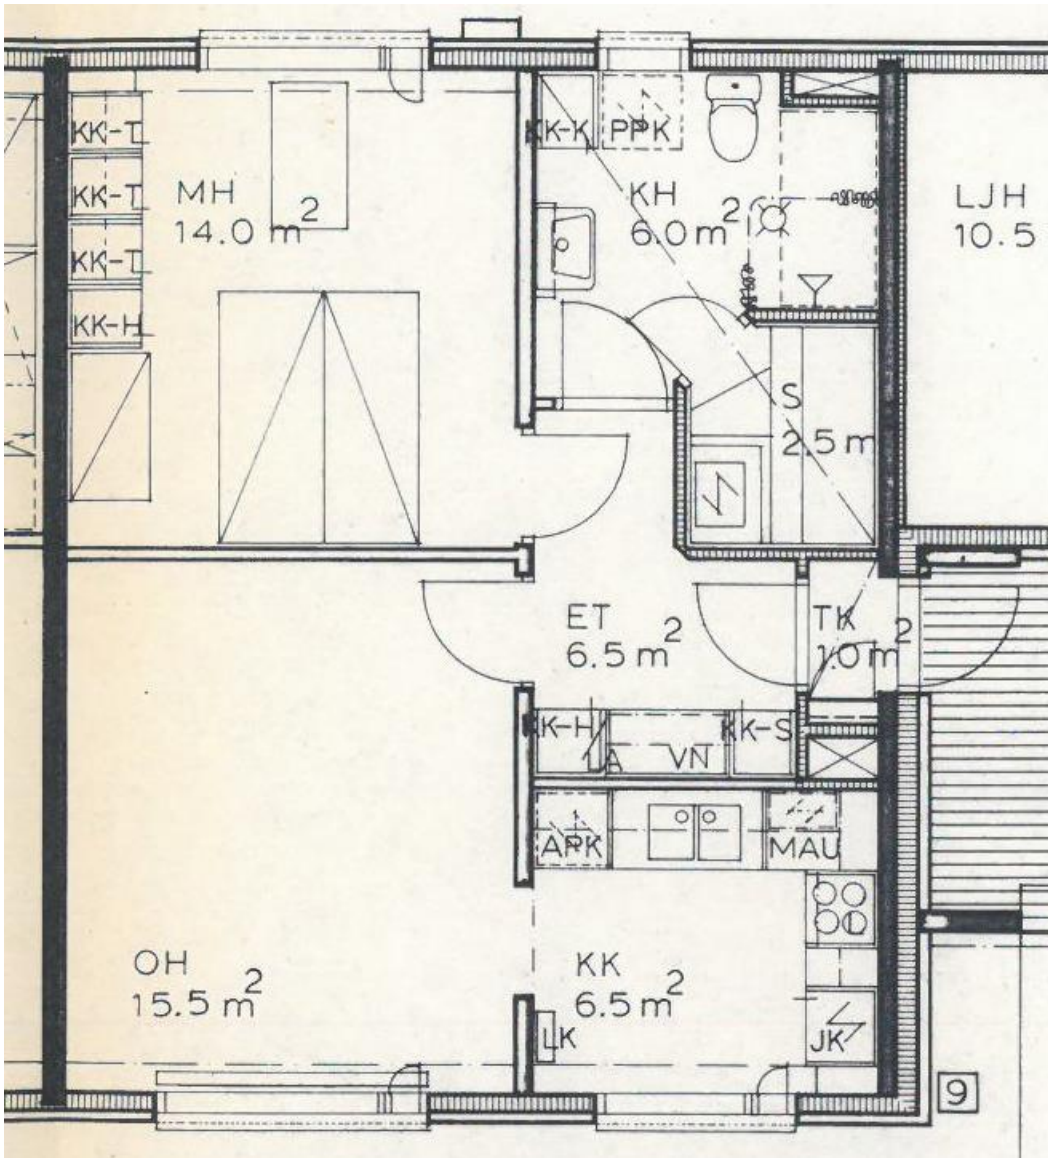 KK-T
KK-T
KK-T
KK-H
MH
14.0 m²
KK-K
PPK
KH
6.0 m²
LJH
10.5
S
2.5 m
ET
6.5 m²
TK
1.0 m²
KK-H
A
VN
KK-S
APK
MAU
L
OH
15.5 m²
KK
6.5 m²
LK
JK
9